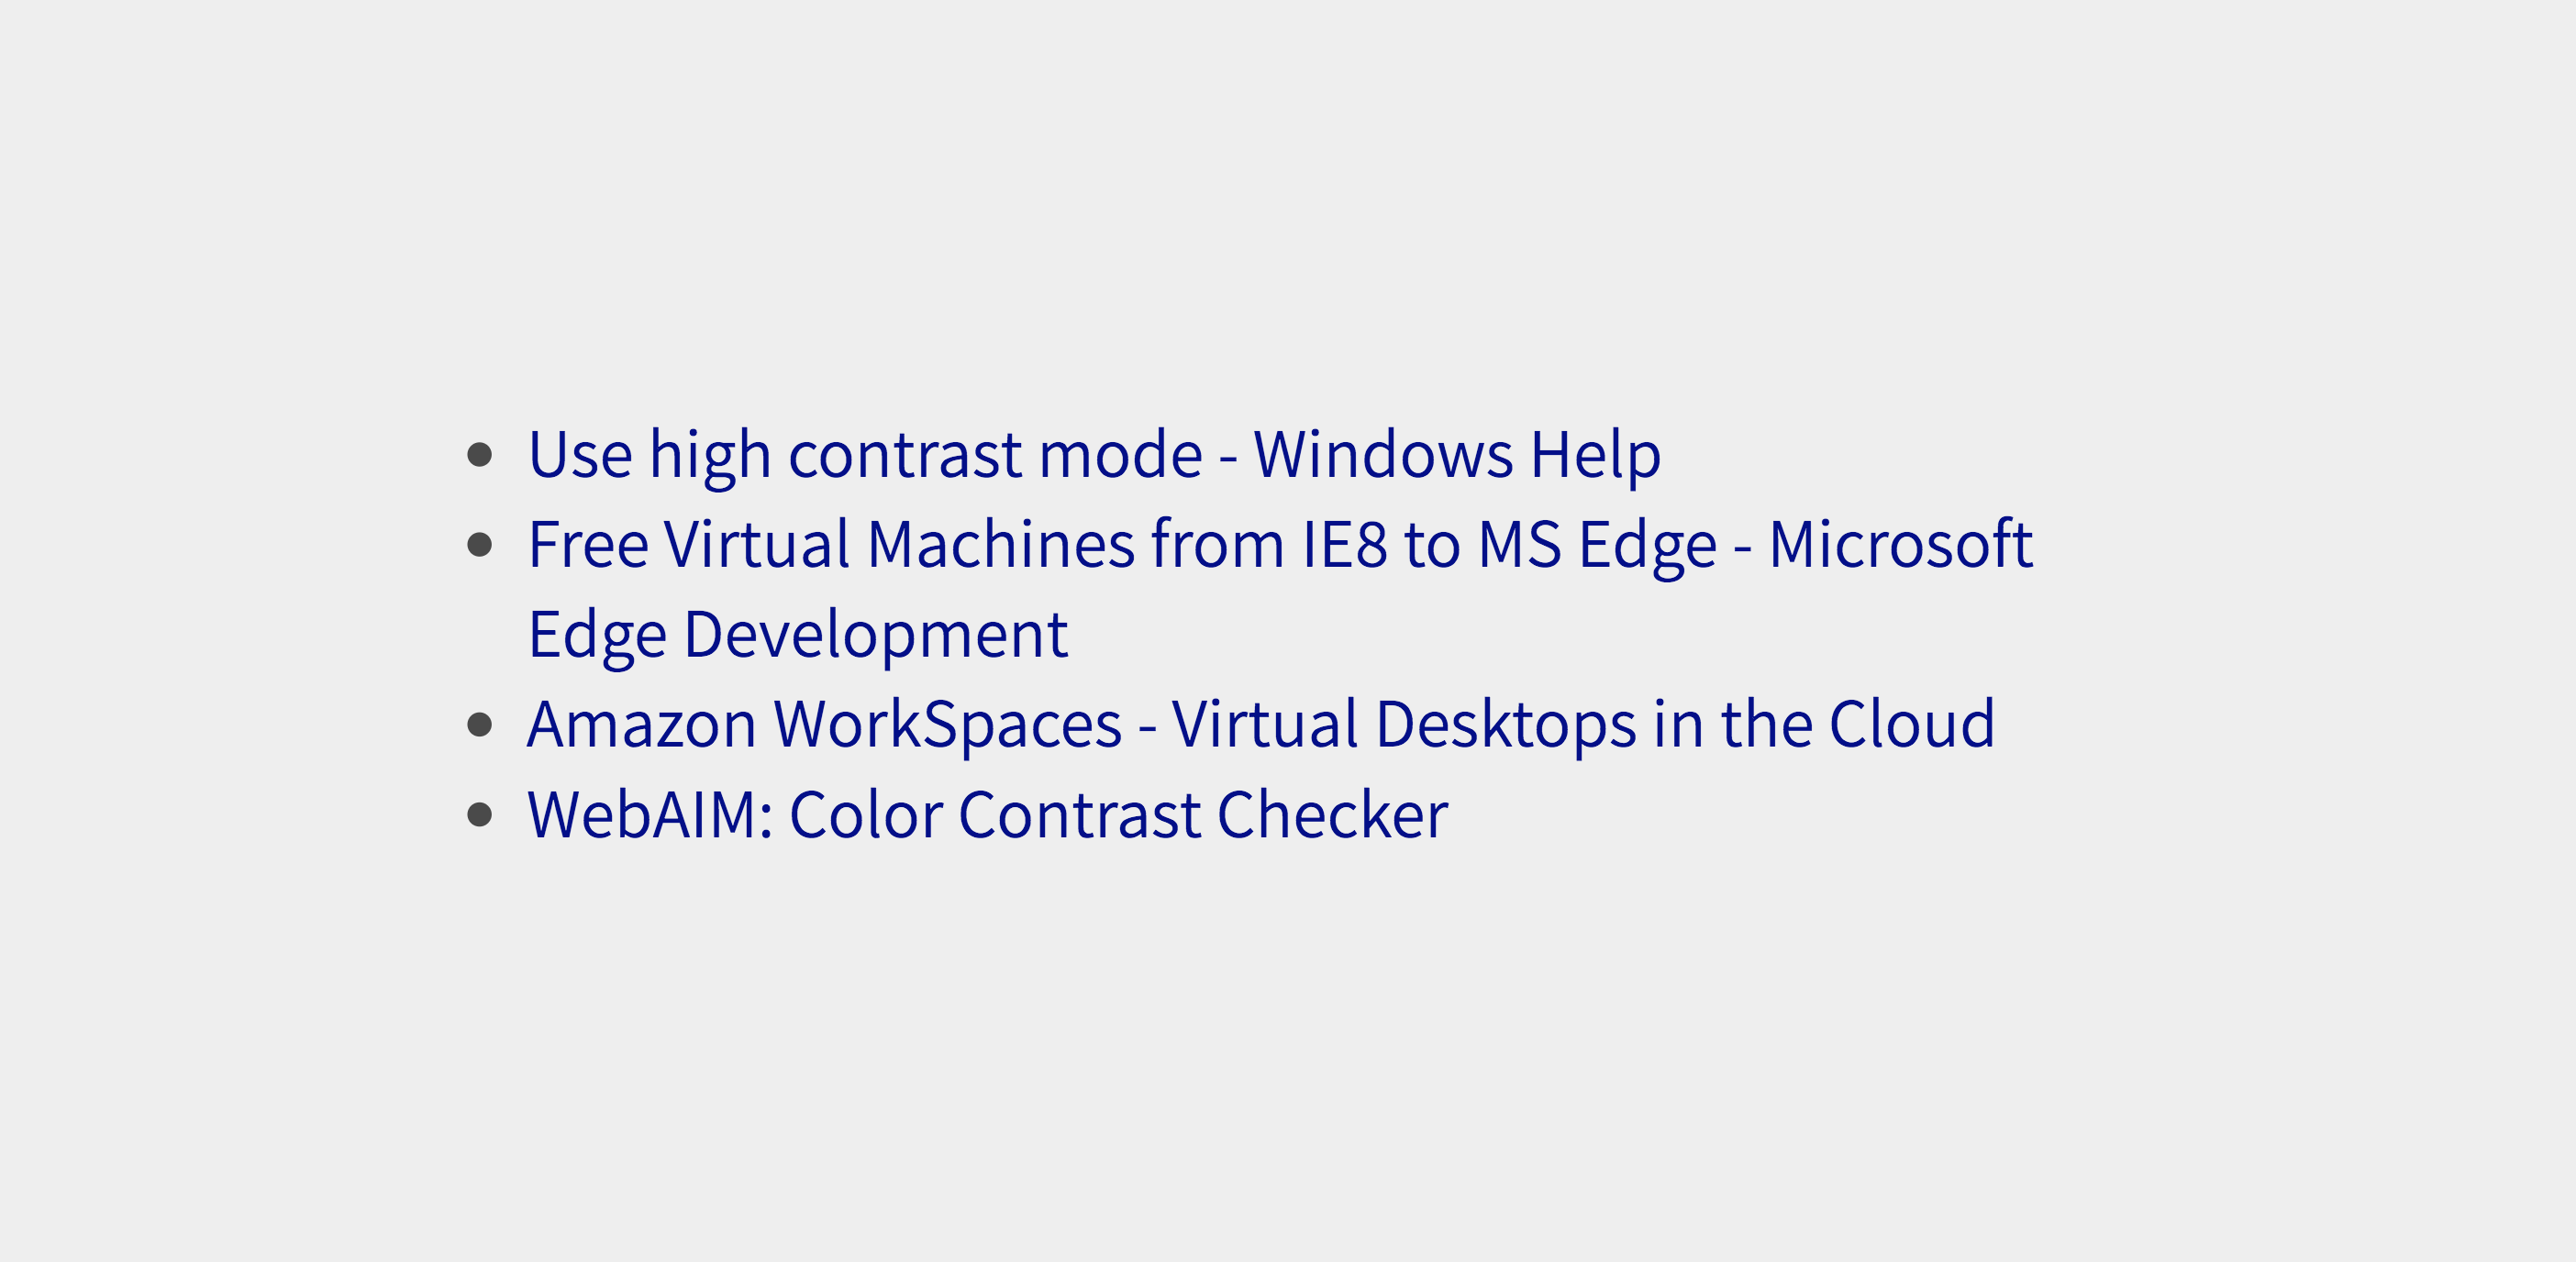 Use high contrast mode - Windows Help
Free Virtual Machines from IE8 to MS Edge - Microsoft
Edge Development
Amazon WorkSpaces - Virtual Desktops in the Cloud
WebAIM: Color Contrast Checker